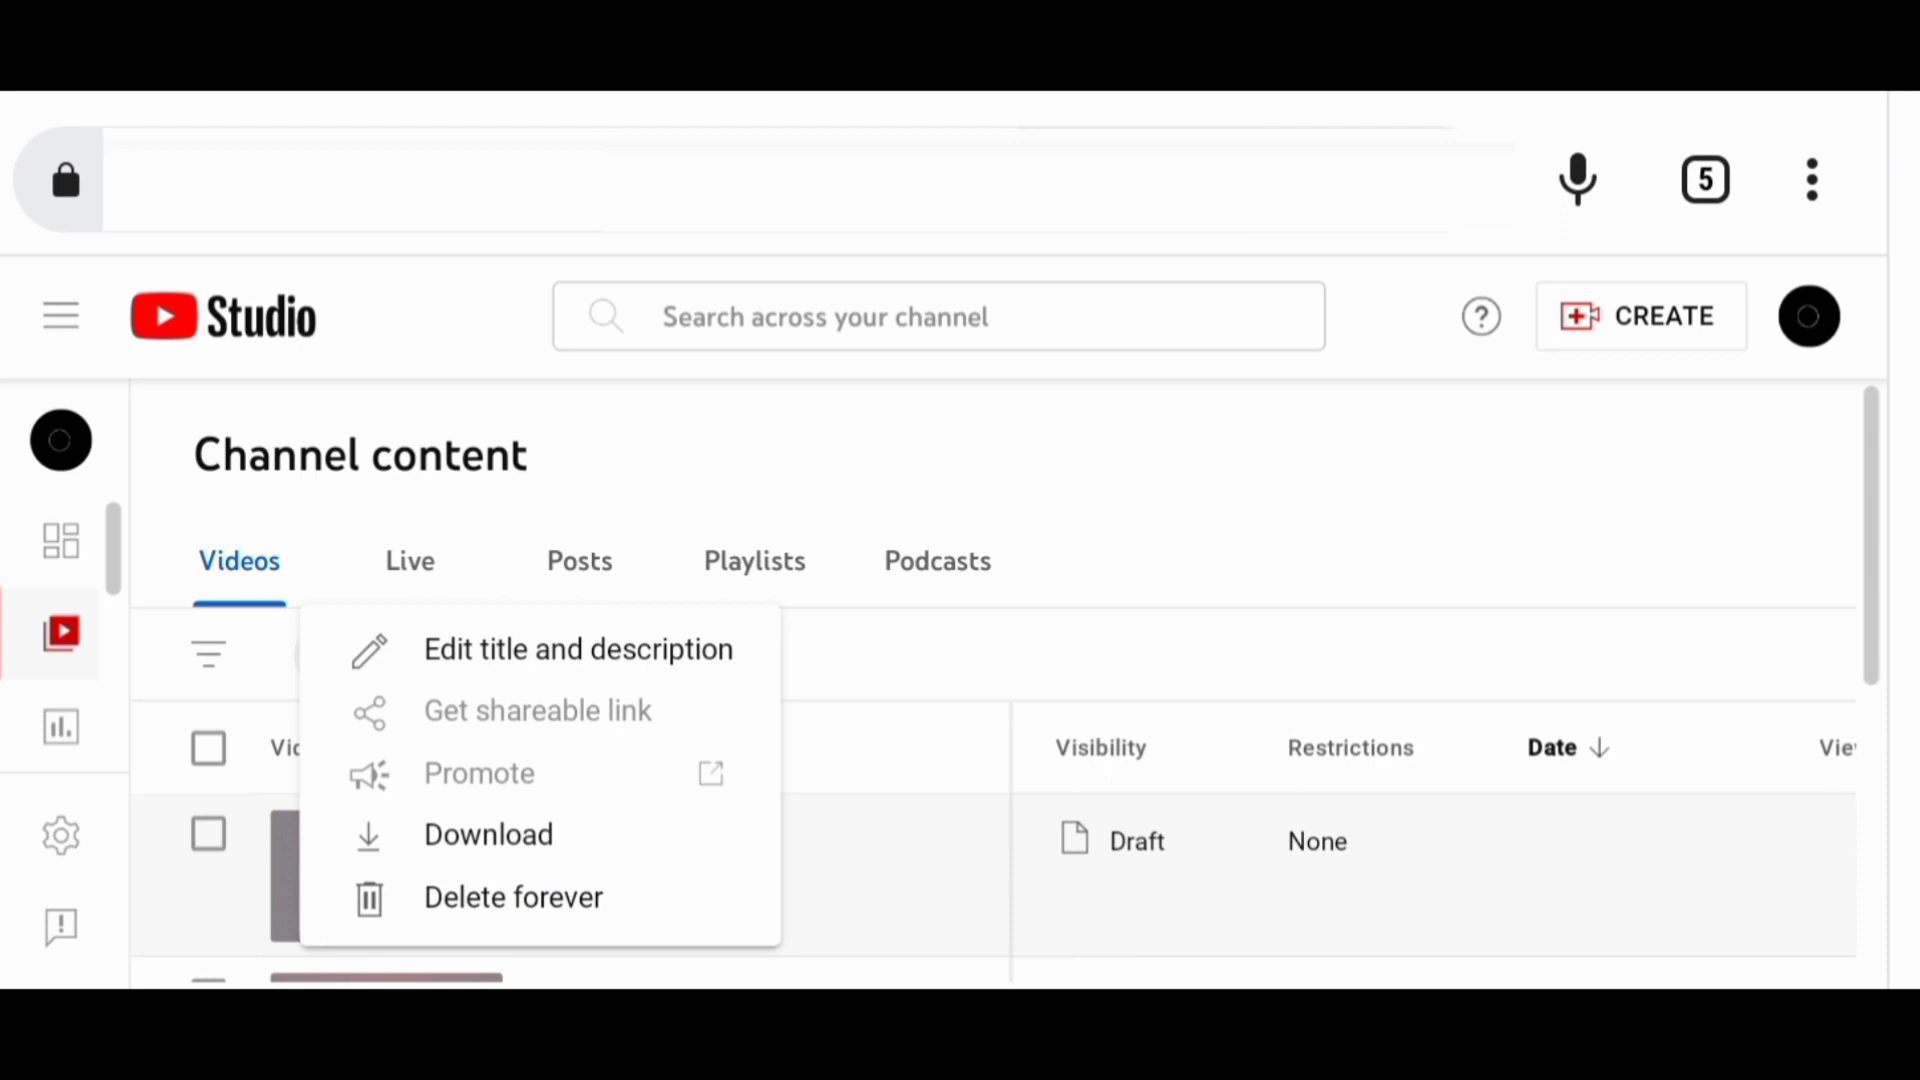 5
Studio
Search across your channel
CREATE
Channel content
Videos Live Posts Playlists Podcasts
Edit title and description
Get shareable link
Promote
Download
Delete forever
Visibility Restrictions Date
Draft None